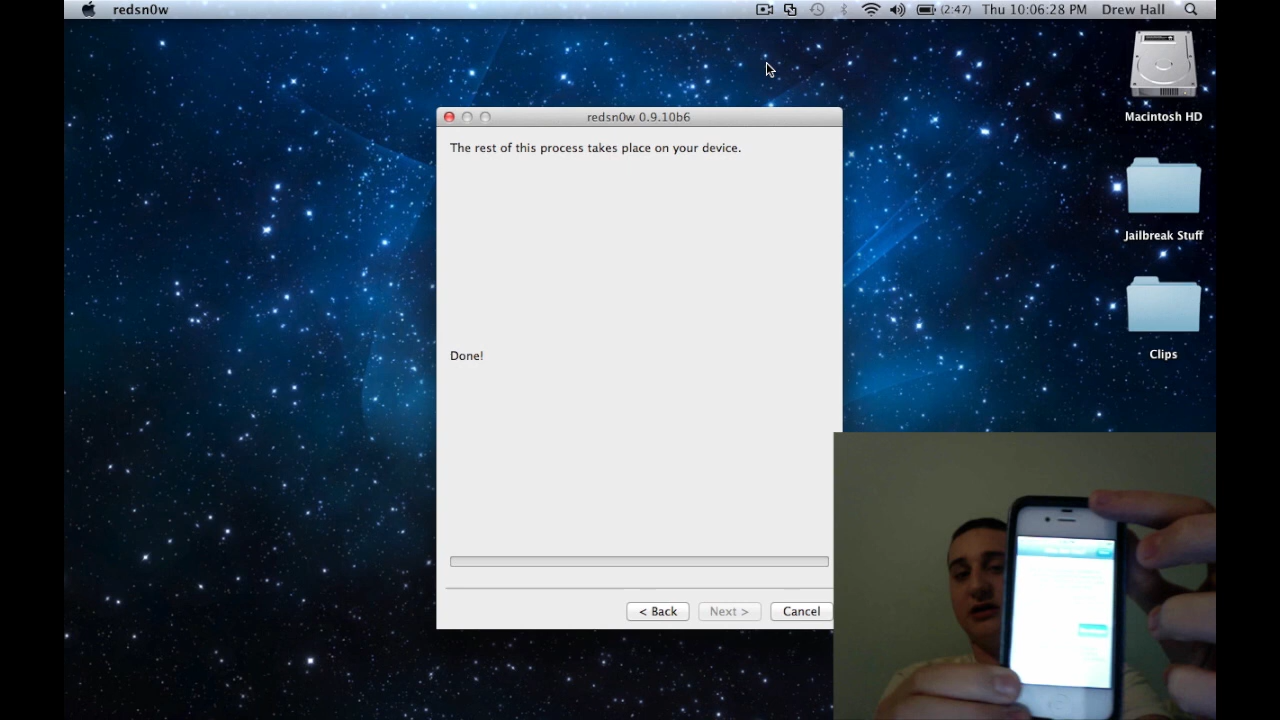 redsn0w (2:47) Thu 10:06:28 PM Drew Hall
Macintosh HD
redsn0w 0.9.10b6
The rest of this process takes place on your device.
Jailbreak Stuff
Clips
Done!
< Back Next > Cancel